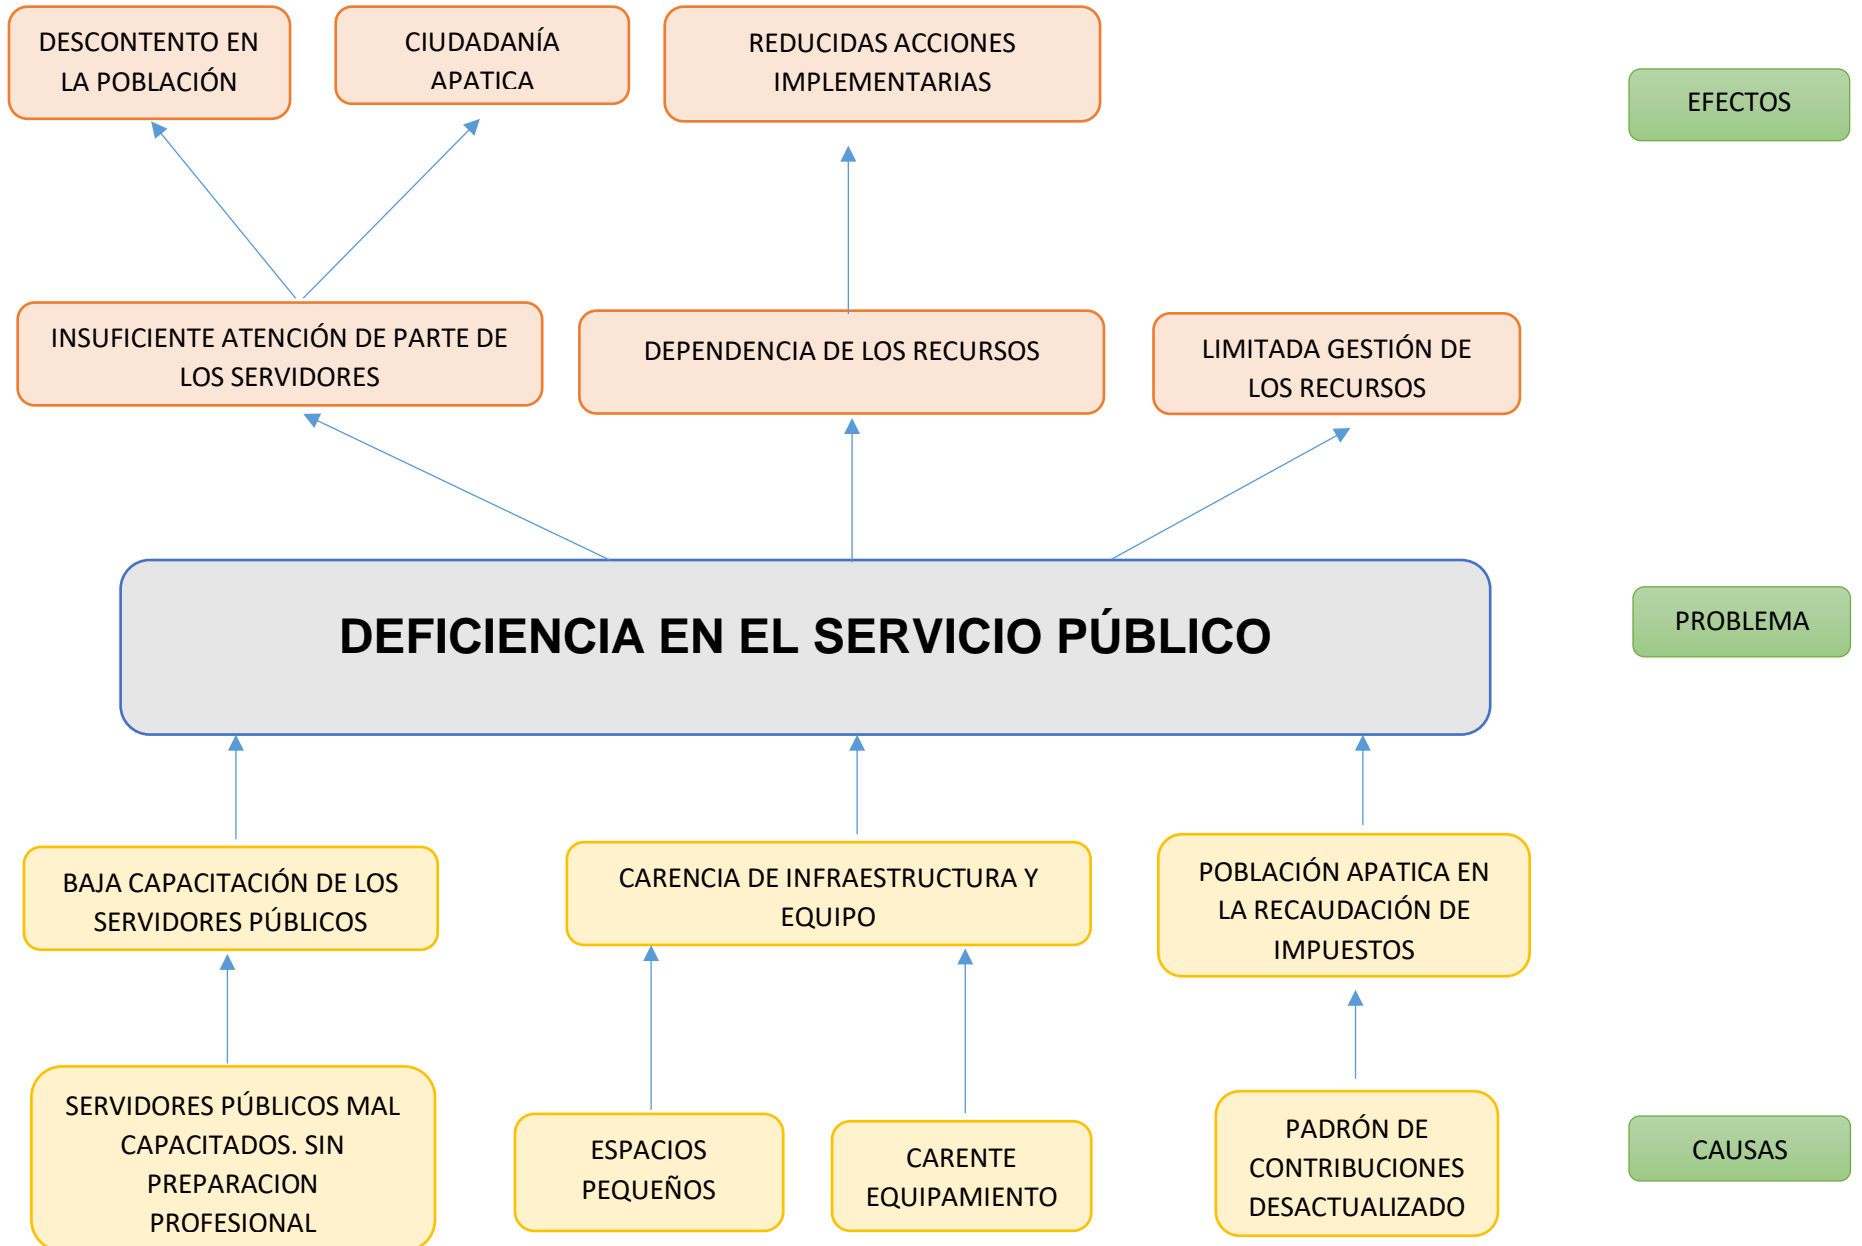 DESCONTENTO EN
LA POBLACIÓN
CIUDADANÍA
APATICA
REDUCIDAS ACCIONES
IMPLEMENTARIAS
EFECTOS
INSUFICIENTE ATENCIÓN DE PARTE DE
LOS SERVIDORES
DEPENDENCIA DE LOS RECURSOS
LIMITADA GESTIÓN DE
LOS RECURSOS
DEFICIENCIA EN EL SERVICIO PÚBLICO
PROBLEMA
BAJA CAPACITACIÓN DE LOS
SERVIDORES PÚBLICOS
CARENCIA DE INFRAESTRUCTURA Y
EQUIPO
POBLACIÓN APATICA EN
LA RECAUDACIÓN DE
IMPUESTOS
SERVIDORES PÚBLICOS MAL
CAPACITADOS. SIN
PREPARACION
PROFESIONAL
ESPACIOS
PEQUEÑOS
CARENTE
EQUIPAMIENTO
PADRÓN DE
CONTRIBUCIONES
DESACTUALIZADO
CAUSAS